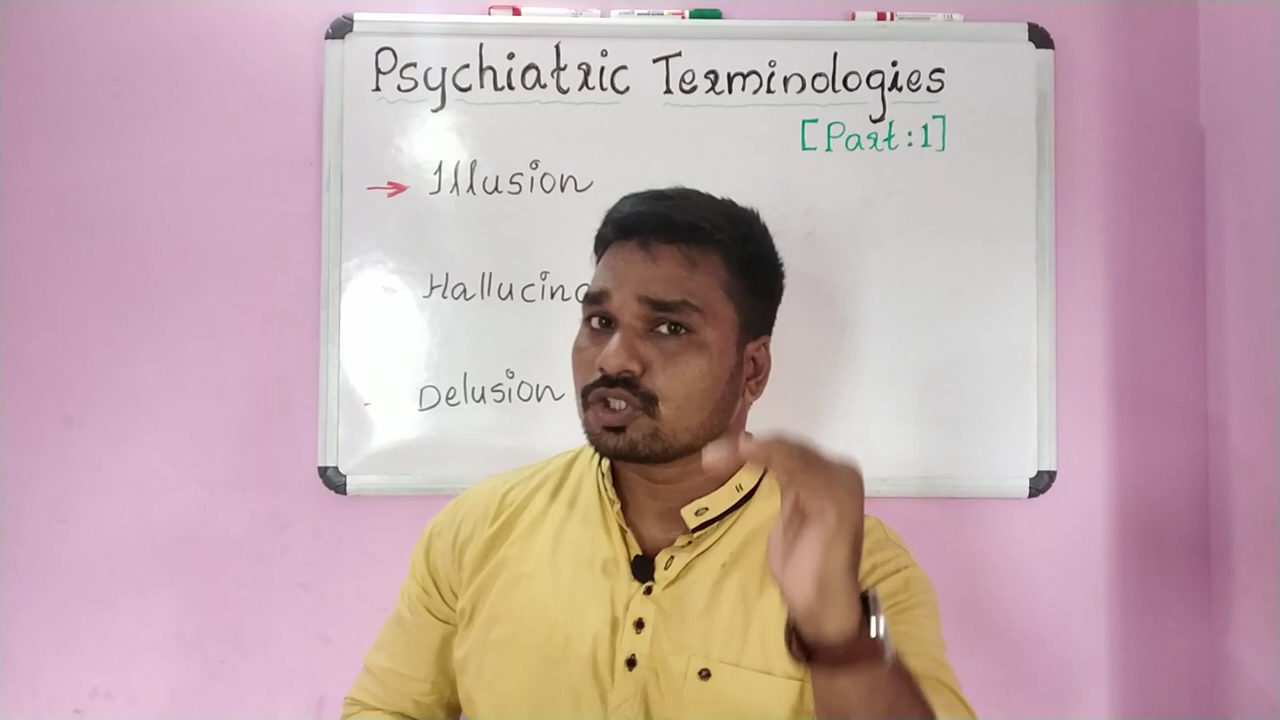 Psychiatric Terminologies
[Part:1]
→ Illusion
Hallucina
Delusion